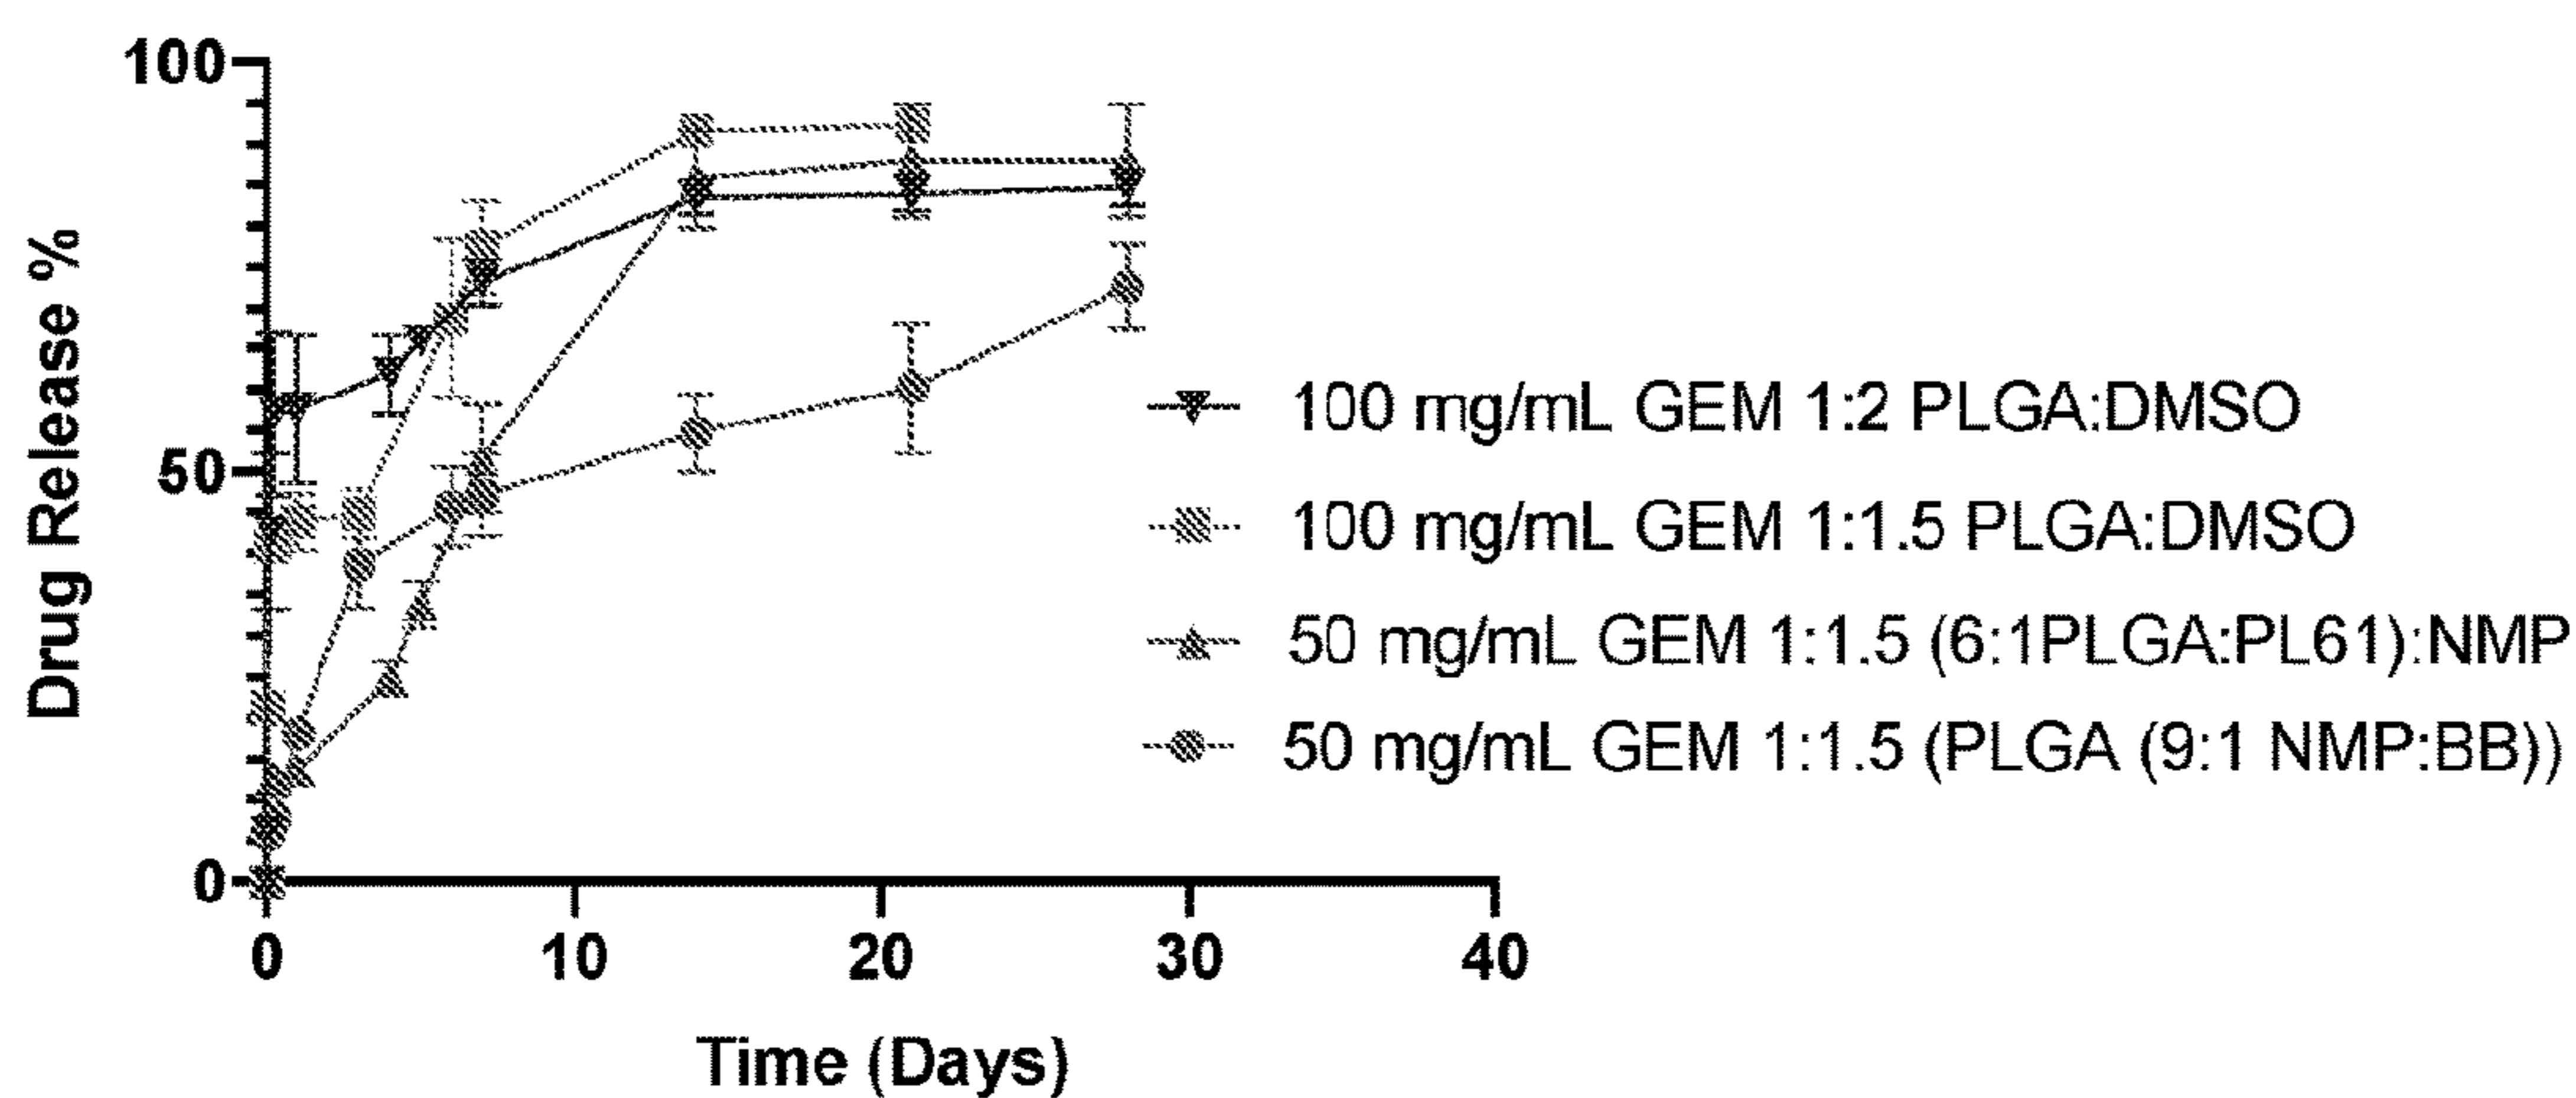 100
50
0
Drug Release %
0 10 20 30 40
Time (Days)
100 mg/mL GEM 1:2 PLGA:DMSO
100 mg/mL GEM 1:1.5 PLGA:DMSO
50 mg/mL GEM 1:1.5 (6:1PLGA:PL61):NMP
50 mg/mL GEM 1:1.5 (PLGA (9:1 NMP:BB))